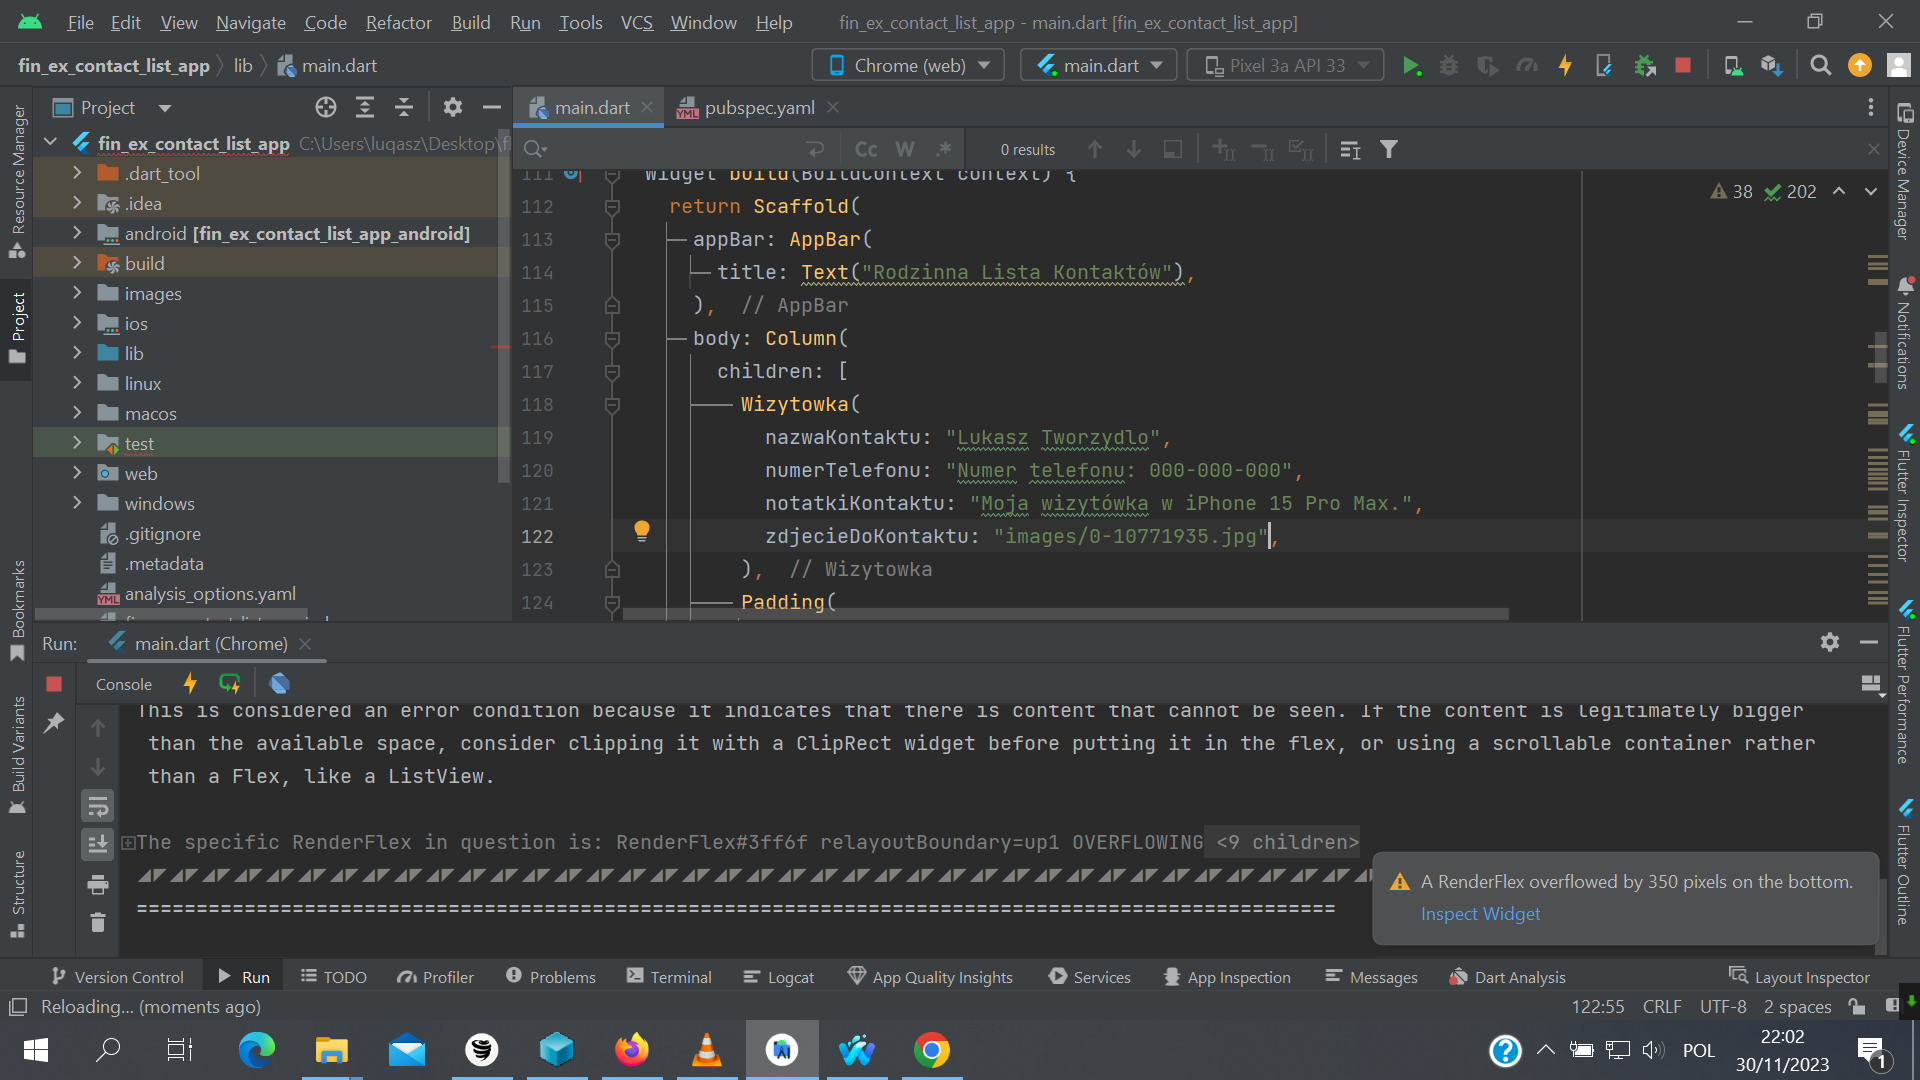 File Edit View Navigate Code Refactor Build Run Tools VCS Window Help fin_ex_contact_list_app - main.dart [fin_ex_contact_list_app]
fin_ex_contact_list_app lib main.dart Chrome (web) main.dart Pixel 3a API 33
Project main.dart pubspec.yaml
fin_ex_contact_list_app C:\Users\luqasz\Desktop\
.dart_tool
.idea
android [fin_ex_contact_list_app_android]
build
images
ios
lib
linux
macos
test
web
windows
.gitignore
.metadata
analysis_options.yaml
Resource Manager
Project
Bookmarks
Build Variants
Structure
Cc W .* 0 results
38 202
111 Widget build(BuildContext context) {
112 return Scaffold(
113 appBar: AppBar(
114 title: Text("Rodzinna Lista Kontaktów"),
115 ), // AppBar
116 body: Column(
117 children: [
118 Wizytowka(
119 nazwaKontaktu: "Lukasz Tworzydlo",
120 numerTelefonu: "Numer telefonu: 000-000-000",
121 notatkiKontaktu: "Moja wizytówka w iPhone 15 Pro Max.",
122 zdjecieDoKontaktu: "images/0-10771935.jpg",
123 ), // Wizytowka
124 Padding(
Device Manager
Notifications
Flutter Inspector
Flutter Performance
Flutter Outline
Run: main.dart (Chrome)
Console
This is considered an error condition because it indicates that there is content that cannot be seen. If the content is legitimately bigger
than the available space, consider clipping it with a ClipRect widget before putting it in the flex, or using a scrollable container rather
than a Flex, like a ListView.
The specific RenderFlex in question is: RenderFlex#3ff6f relayoutBoundary=up1 OVERFLOWING <9 children>
◢◤◢◤◢◤◢◤◢◤◢◤◢◤◢◤◢◤◢◤◢◤◢◤◢◤◢◤◢◤◢◤◢◤◢◤◢◤◢◤◢◤◢◤◢◤◢◤◢◤◢◤◢◤◢◤◢◤◢◤◢◤◢◤◢◤◢◤◢◤◢◤◢◤◢◤◢
====================================================================================================
A RenderFlex overflowed by 350 pixels on the bottom.
Inspect Widget
Version Control Run TODO Profiler Problems Terminal Logcat App Quality Insights Services App Inspection Messages Dart Analysis Layout Inspector
Reloading... (moments ago) 122:55 CRLF UTF-8 2 spaces
POL 22:02
30/11/2023
1